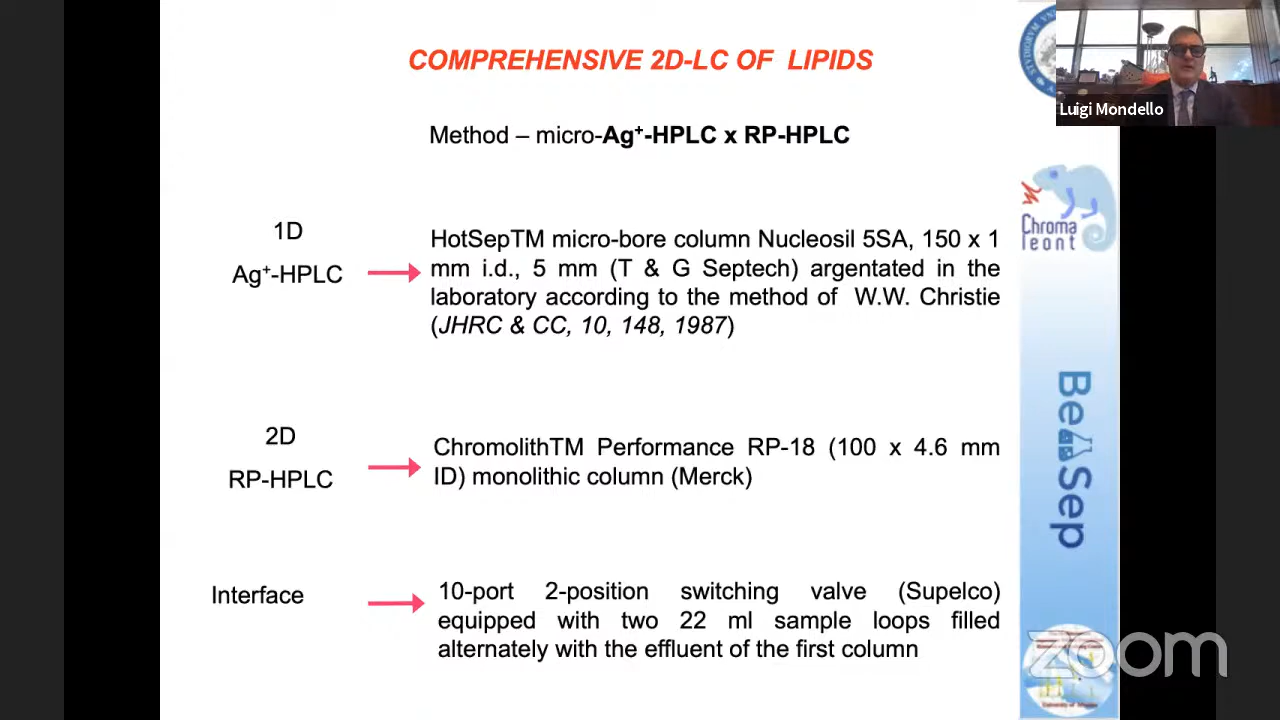 COMPREHENSIVE 2D-LC OF LIPIDS
Luigi Mondello
Method – micro-Ag⁺-HPLC x RP-HPLC
Chroma
leont
1D
Ag⁺-HPLC
HotSepTM micro-bore column Nucleosil 5SA, 150 x 1
mm i.d., 5 mm (T & G Septech) argentated in the
laboratory according to the method of W.W. Christie
(JHRC & CC, 10, 148, 1987)
2D
RP-HPLC
ChromolithTM Performance RP-18 (100 x 4.6 mm
ID) monolithic column (Merck)
BeSep
Interface
10-port 2-position switching valve (Supelco)
equipped with two 22 ml sample loops filled
alternately with the effluent of the first column
zoom